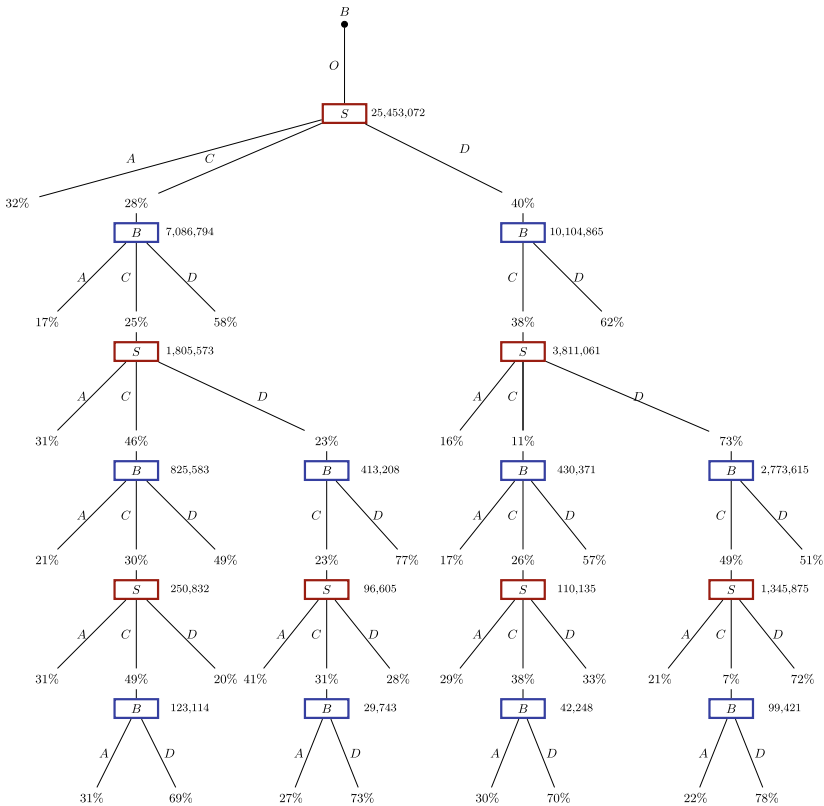 B
O
S 25,453,072
A C D
32% 28% 40%
B 7,086,794 B 10,104,865
A C D C D
17% 25% 58% 38% 62%
S 1,805,573 S 3,811,061
A C D A C D
31% 46% 23% 16% 11% 73%
B 825,583 B 413,208 B 430,371 B 2,773,615
A C D C D A C D C D
21% 30% 49% 23% 77% 17% 26% 57% 49% 51%
S 250,832 S 96,605 S 110,135 S 1,345,875
A C D A C D A C D A C D
31% 49% 20% 41% 31% 28% 29% 38% 33% 21% 7% 72%
B 123,114 B 29,743 B 42,248 B 99,421
A D A D A D A D
31% 69% 27% 73% 30% 70% 22% 78%